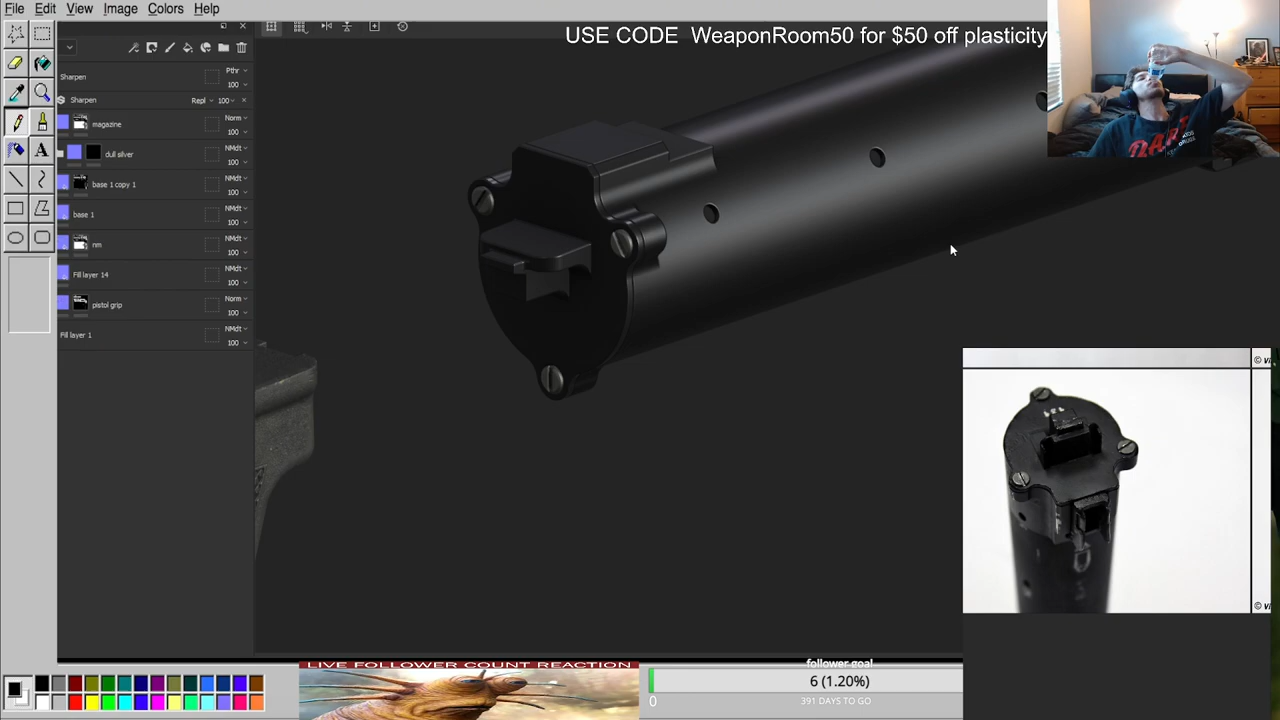 File Edit View Image Colors Help
USE CODE WeaponRoom50 for $50 off plasticity
Sharpen
Pthr
100
Sharpen
Repl
100
magazine
Norm
100
dull silver
NMdt
100
base 1 copy 1
NMdt
100
base 1
NMdt
100
nm
NMdt
100
Fill layer 14
NMdt
100
pistol grip
Norm
100
Fill layer 1
NMdt
100
LIVE FOLLOWER COUNT REACTION
follower goal
6 (1.20%)
0
391 DAYS TO GO